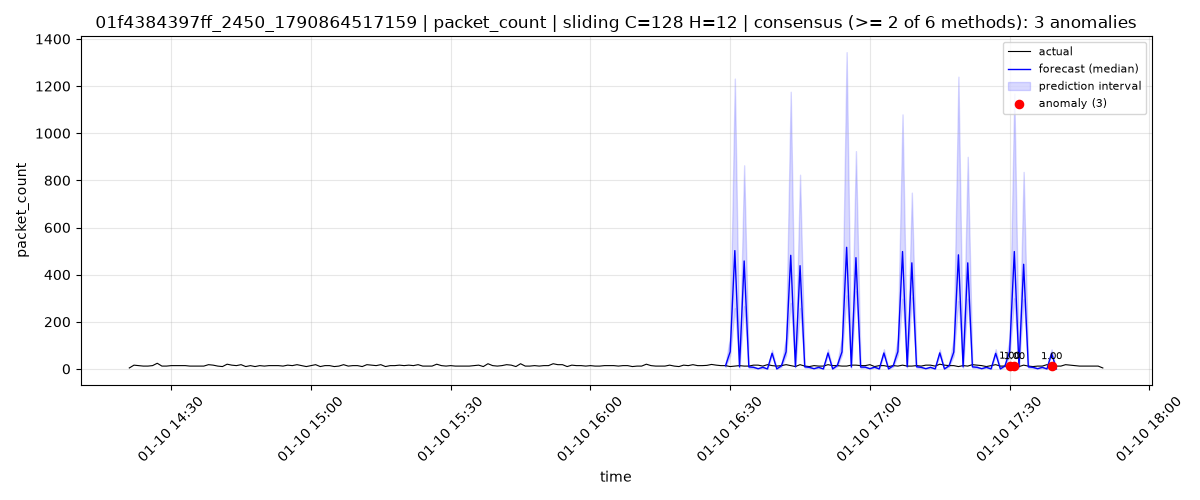 01f4384397ff_2450_1790864517159 | packet_count | sliding C=128 H=12 | consensus (>= 2 of 6 methods): 3 anomalies
packet_count
1400
1200
1000
800
600
400
200
0
actual
forecast (median)
prediction interval
anomaly (3)
1.00
01-10 14:30
01-10 15:00
01-10 15:30
01-10 16:00
01-10 16:30
01-10 17:00
01-10 17:30
01-10 18:00
time